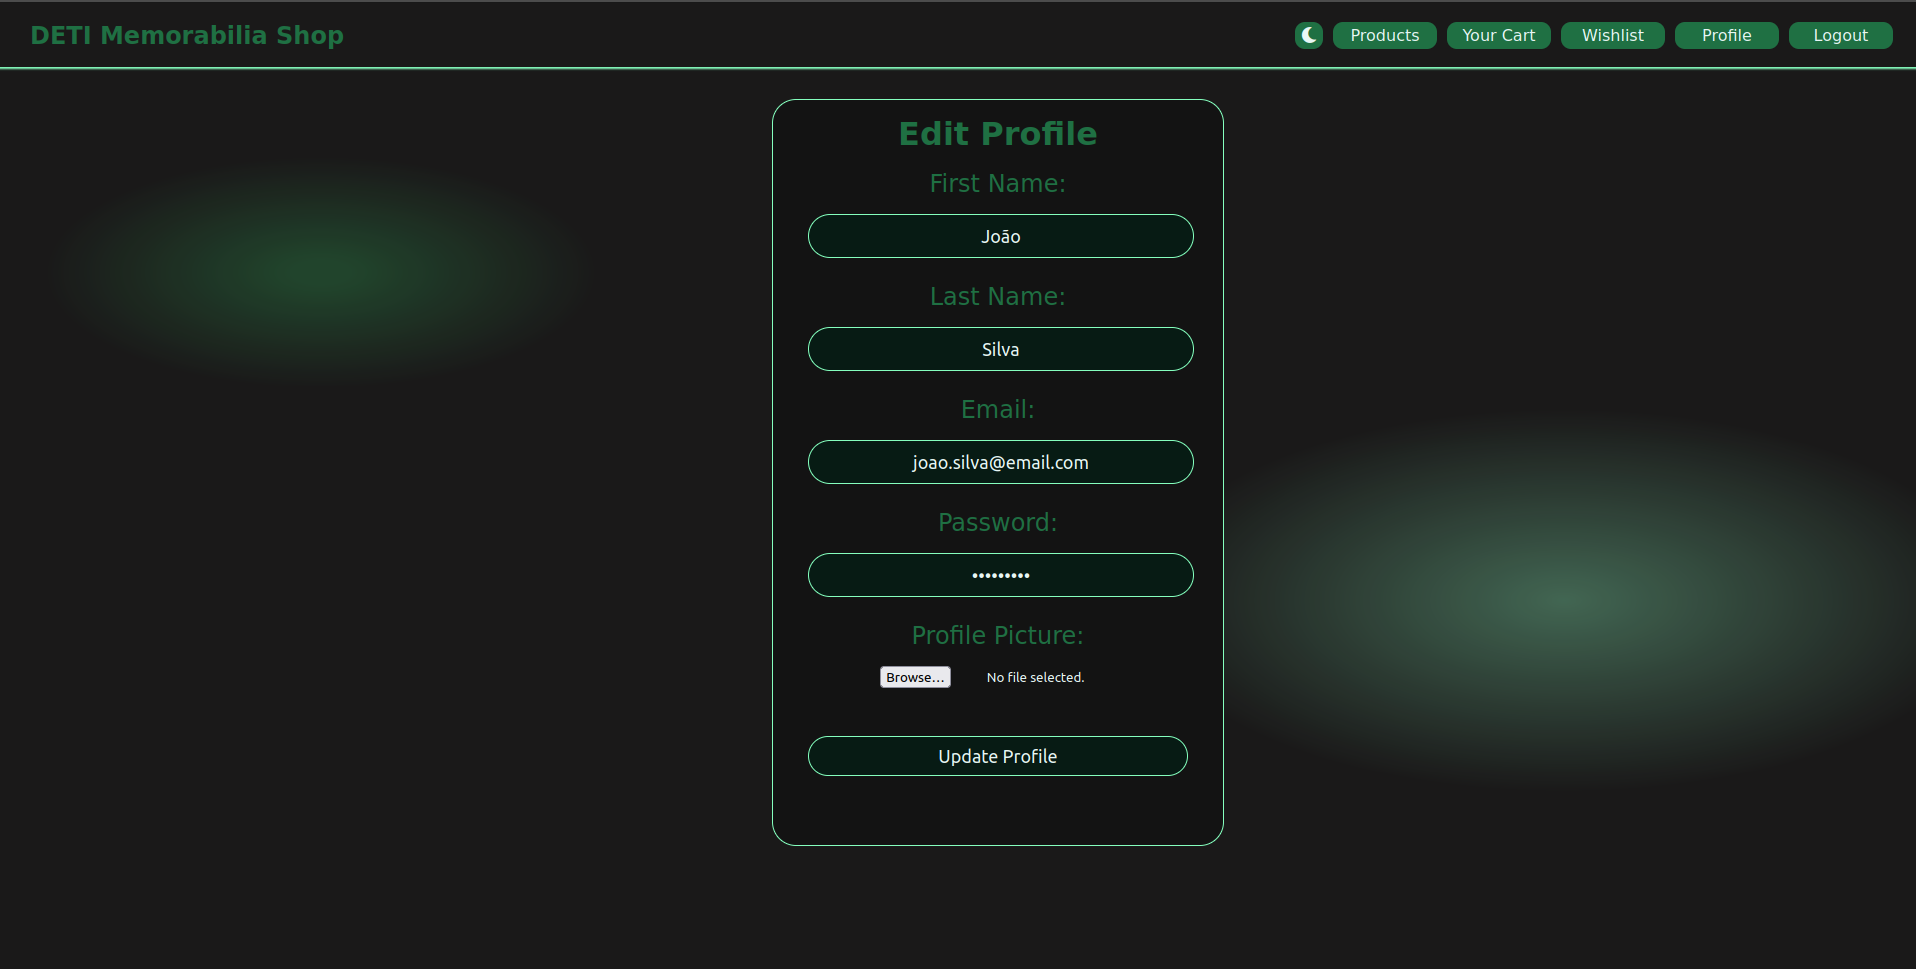 DETI Memorabilia Shop
Products Your Cart Wishlist Profile Logout
Edit Profile
First Name:
João
Last Name:
Silva
Email:
joao.silva@email.com
Password:
•••••••••
Profile Picture:
Browse... No file selected.
Update Profile